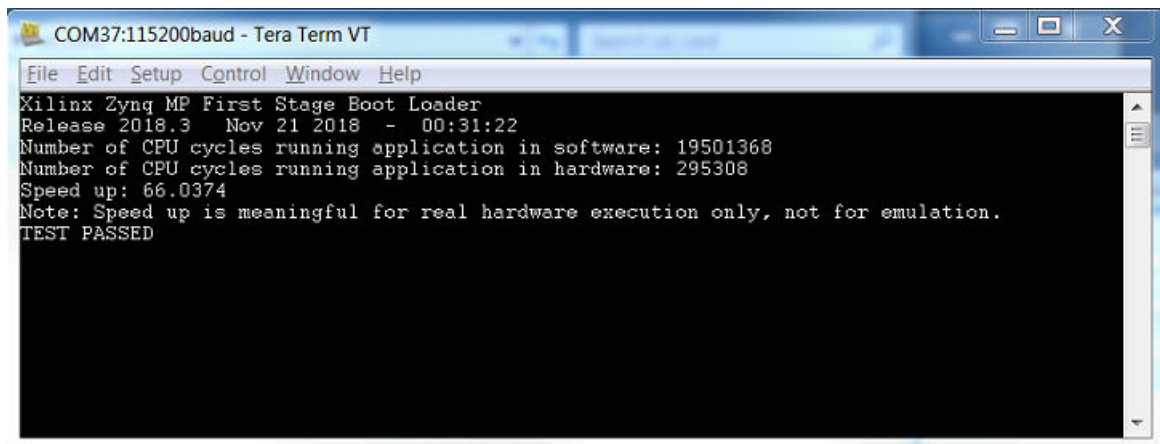 COM37:115200baud - Tera Term VT
File Edit Setup Control Window Help
Xilinx Zynq MP First Stage Boot Loader
Release 2018.3   Nov 21 2018  -  00:31:22
Number of CPU cycles running application in software: 19501368
Number of CPU cycles running application in hardware: 295308
Speed up: 66.0374
Note: Speed up is meaningful for real hardware execution only, not for emulation.
TEST PASSED